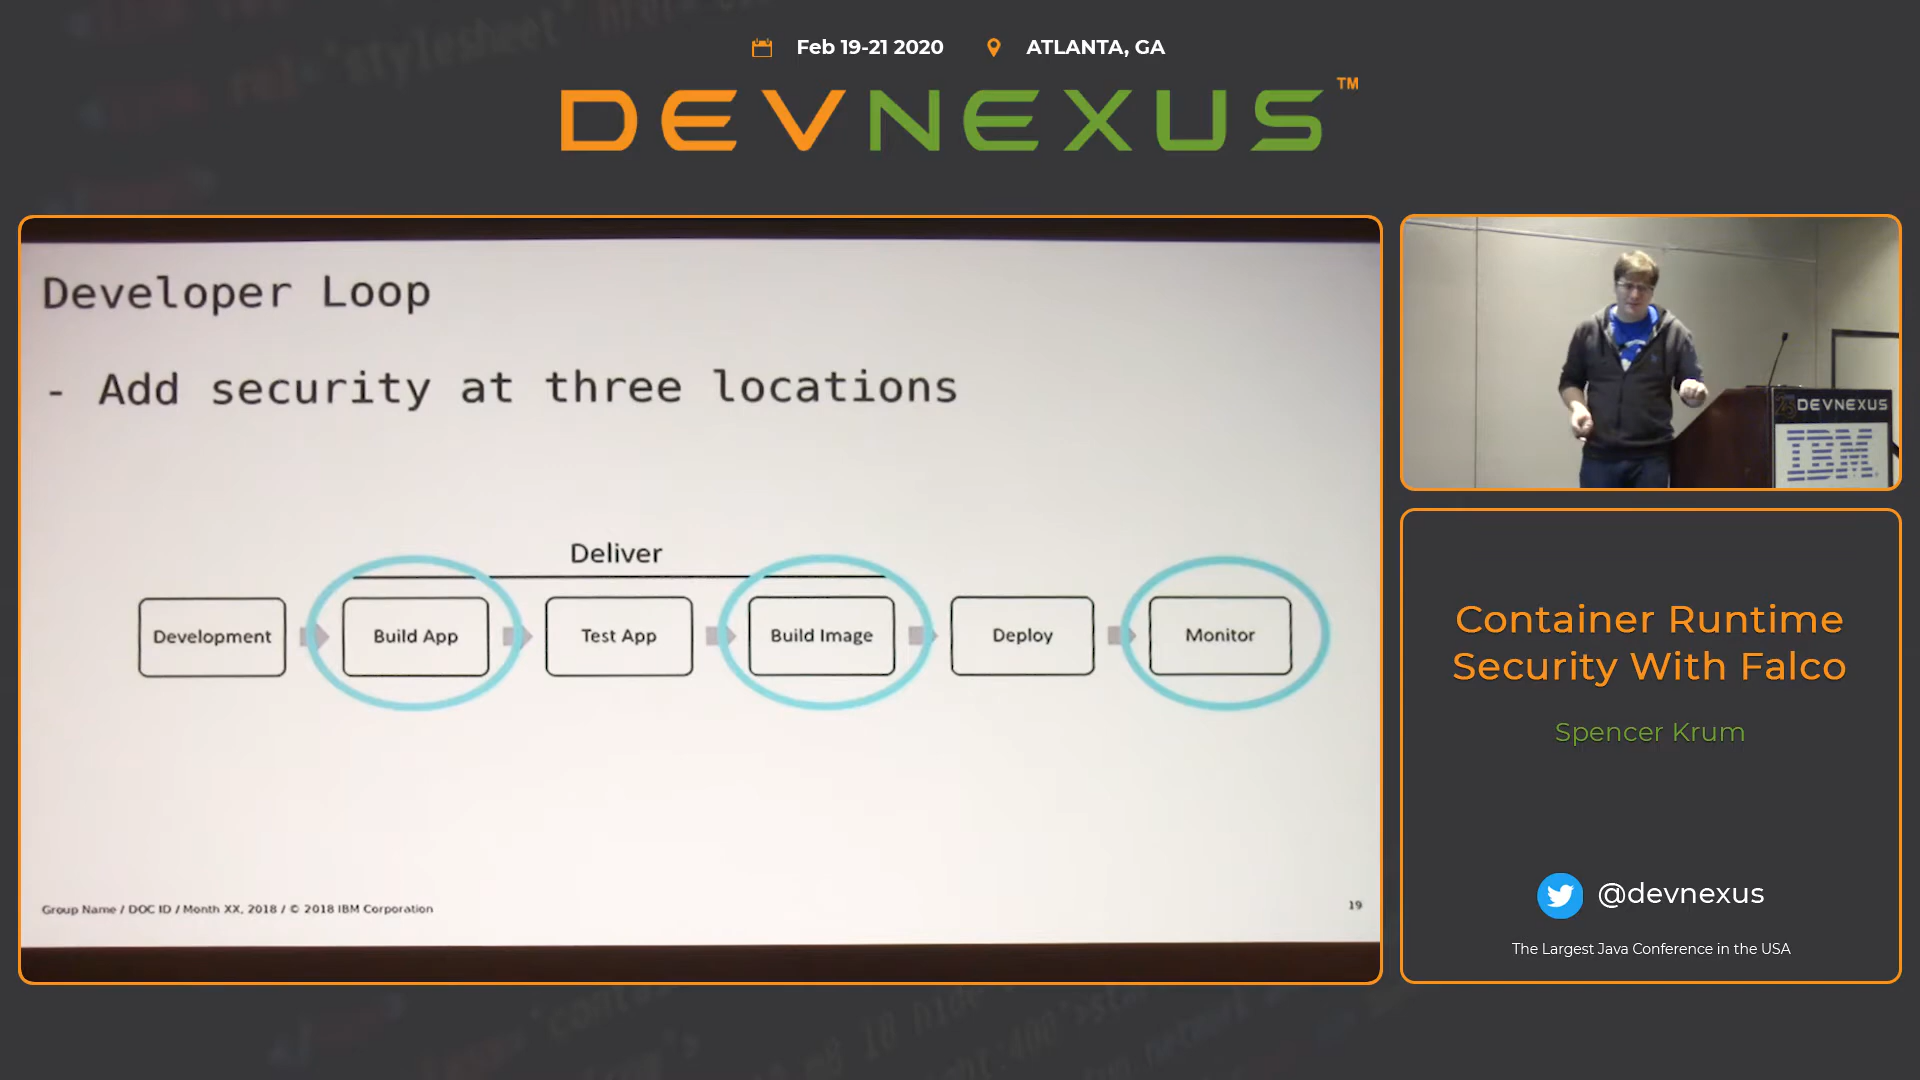 Feb 19-21 2020
ATLANTA, GA
DEVNEXUS™
Developer Loop
- Add security at three locations
Deliver
Development
Build App
Test App
Build Image
Deploy
Monitor
Group Name / DOC ID / Month XX, 2018 / © 2018 IBM Corporation
19
DEVNEXUS
IBM
Container Runtime
Security With Falco
Spencer Krum
@devnexus
The Largest Java Conference in the USA